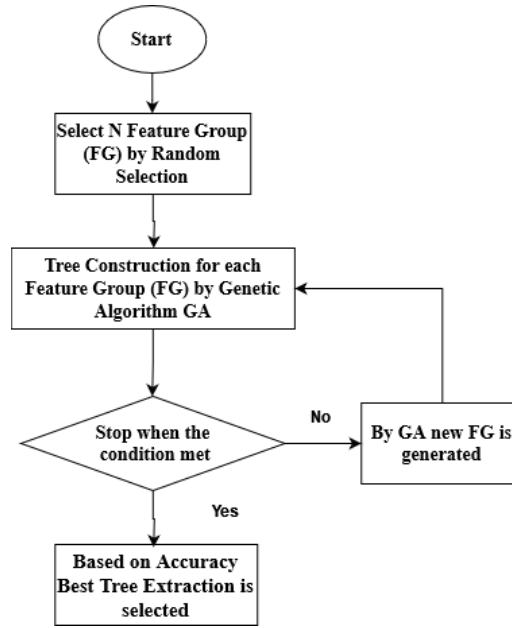 Start
Select N Feature Group
(FG) by Random
Selection
Tree Construction for each
Feature Group (FG) by Genetic
Algorithm GA
Stop when the
condition met
No
By GA new FG is
generated
Yes
Based on Accuracy
Best Tree Extraction is
selected